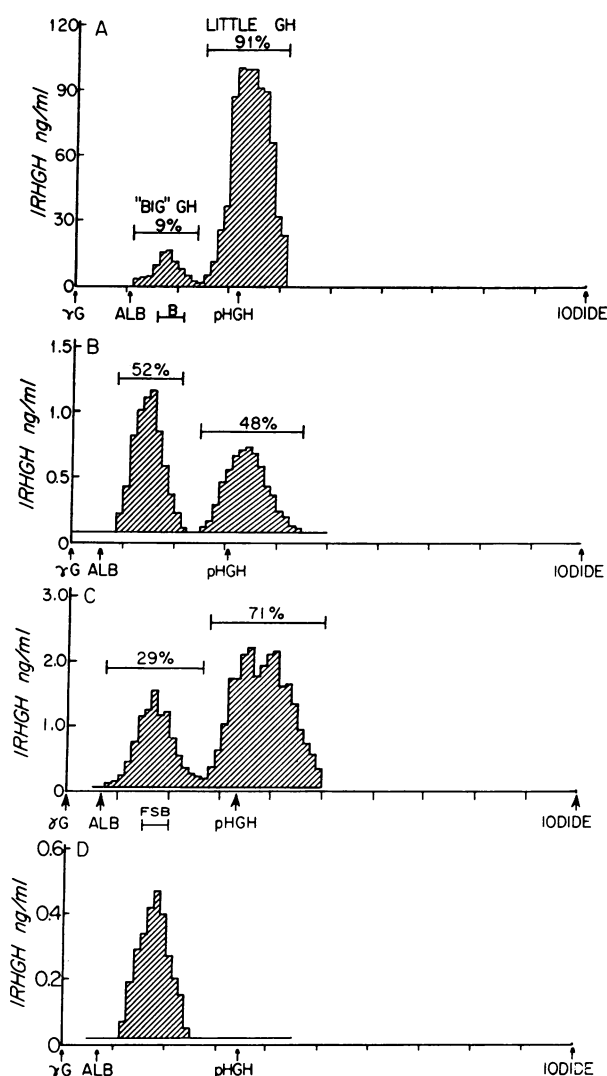 A
LITTLE GH
91%
120
90
60
30
0
IRHGH ng/ml
"BIG" GH
9%
γG ALB B pHGH IODIDE
B
52%
48%
1.5
1.0
0.5
0
IRHGH ng/ml
γG ALB pHGH IODIDE
C
71%
29%
3.0
2.0
1.0
0
IRHGH ng/ml
γG ALB FSB pHGH IODIDE
D
0.6
0.4
0.2
0
IRHGH ng/ml
γG ALB pHGH IODIDE